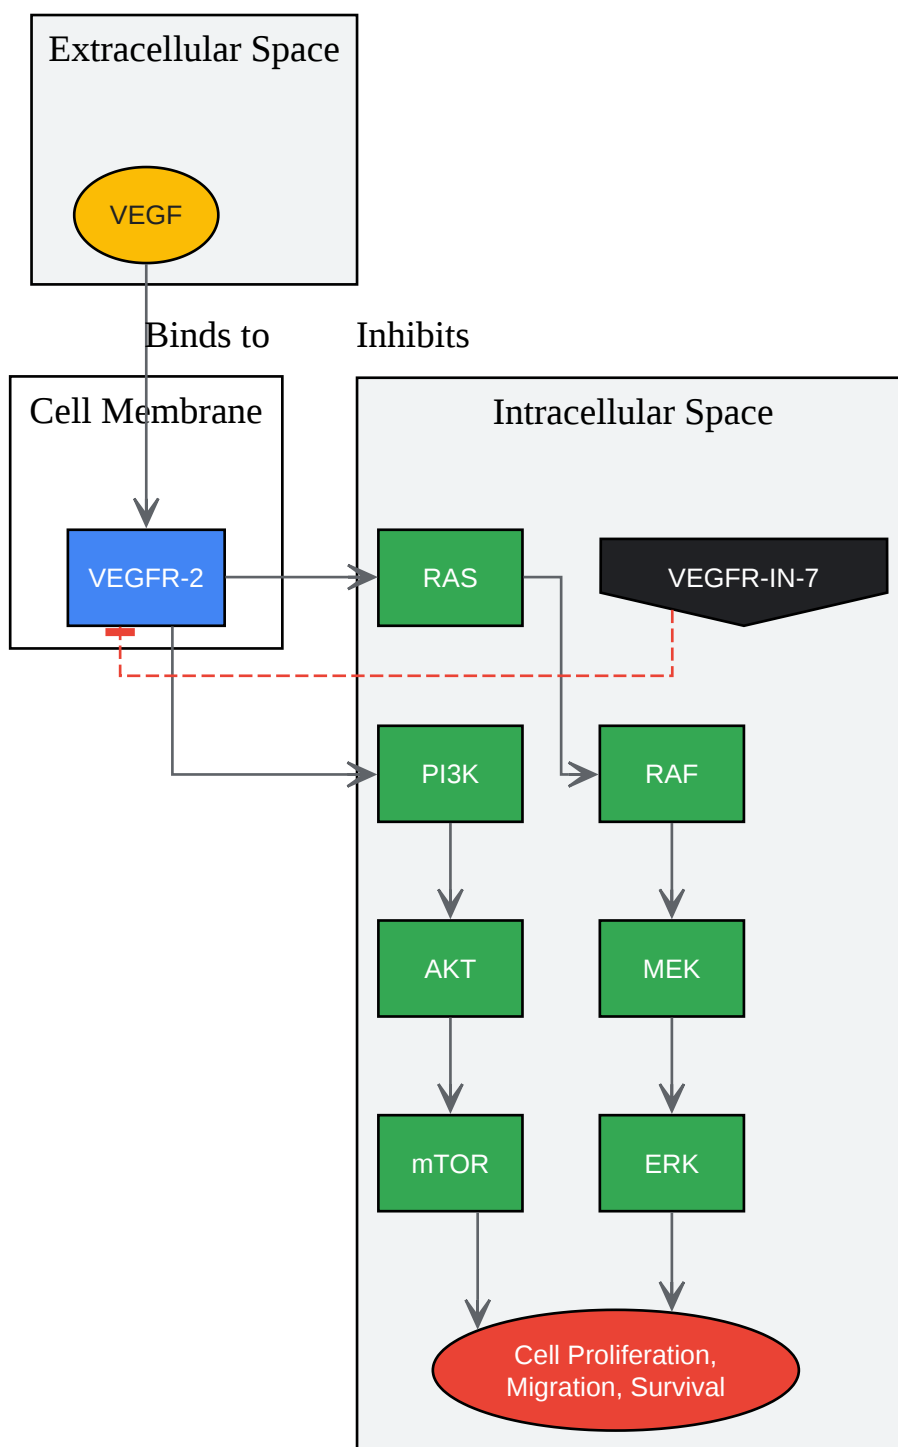 Extracellular Space
VEGF
Binds to
Inhibits
Cell Membrane
Intracellular Space
VEGFR-2
RAS
VEGFR-IN-7
PI3K
RAF
AKT
MEK
mTOR
ERK
Cell Proliferation,
Migration, Survival